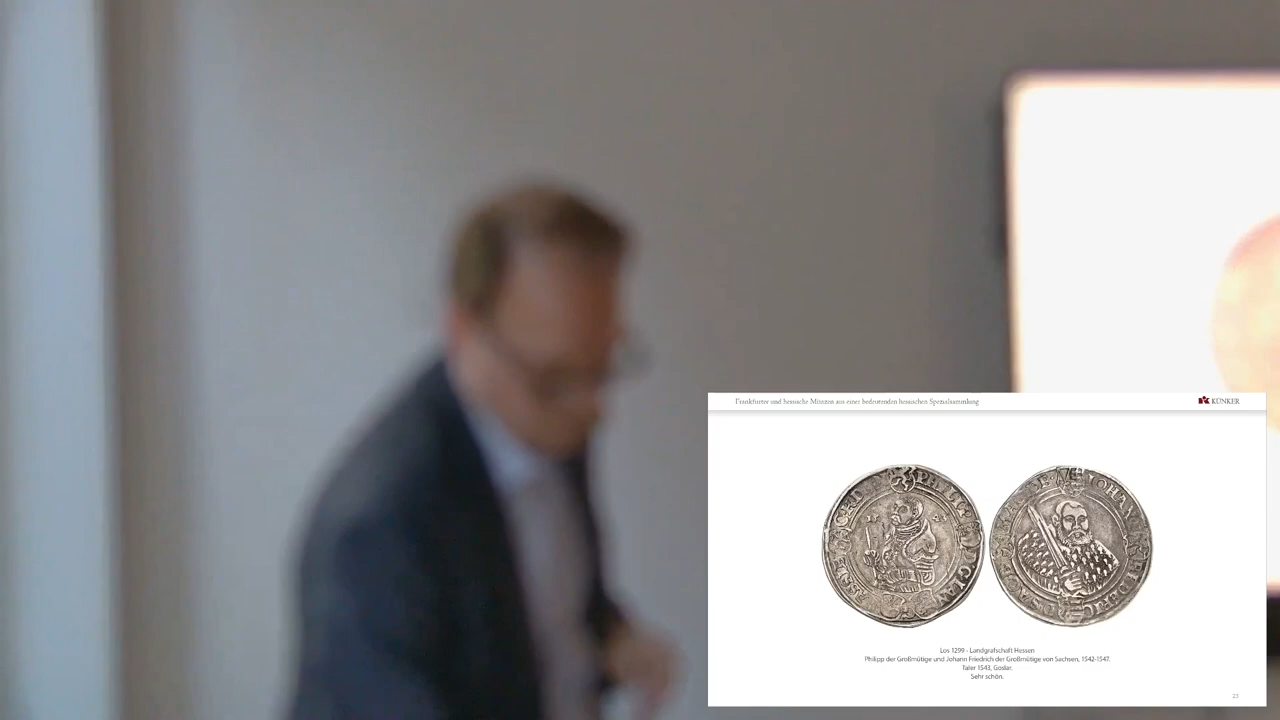 Frankfurter und hessische Münzen aus einer bedeutenden hessischen Spezialsammlung
KÜNKER
Los 1299 - Landgrafschaft Hessen
Philipp der Großmütige und Johann Friedrich der Großmütige von Sachsen, 1542-1547.
Taler 1543, Goslar.
Sehr schön.
23